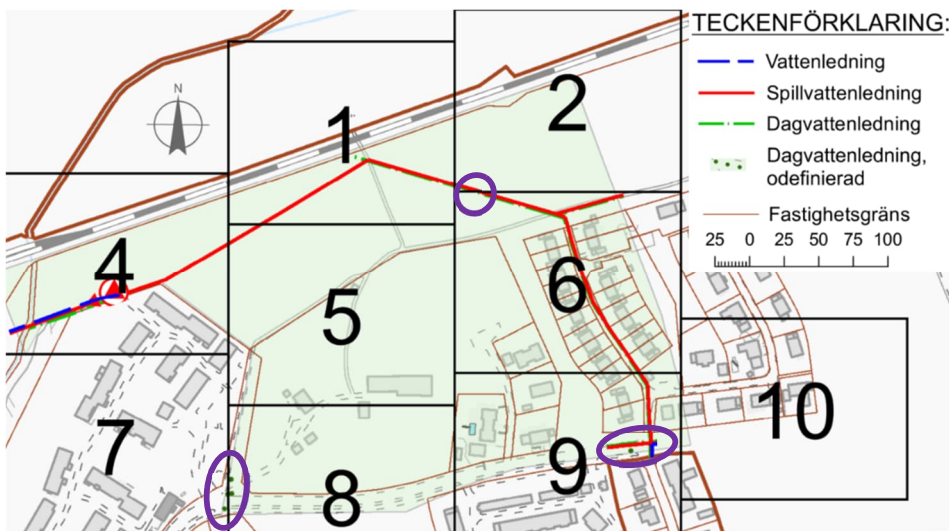 TECKENFÖRKLARING:
Vattenledning
Spillvattenledning
Dagvattenledning
Dagvattenledning,
odefinierad
Fastighetsgräns
25 0 25 50 75 100
N
1
2
4
5
6
7
8
9
10